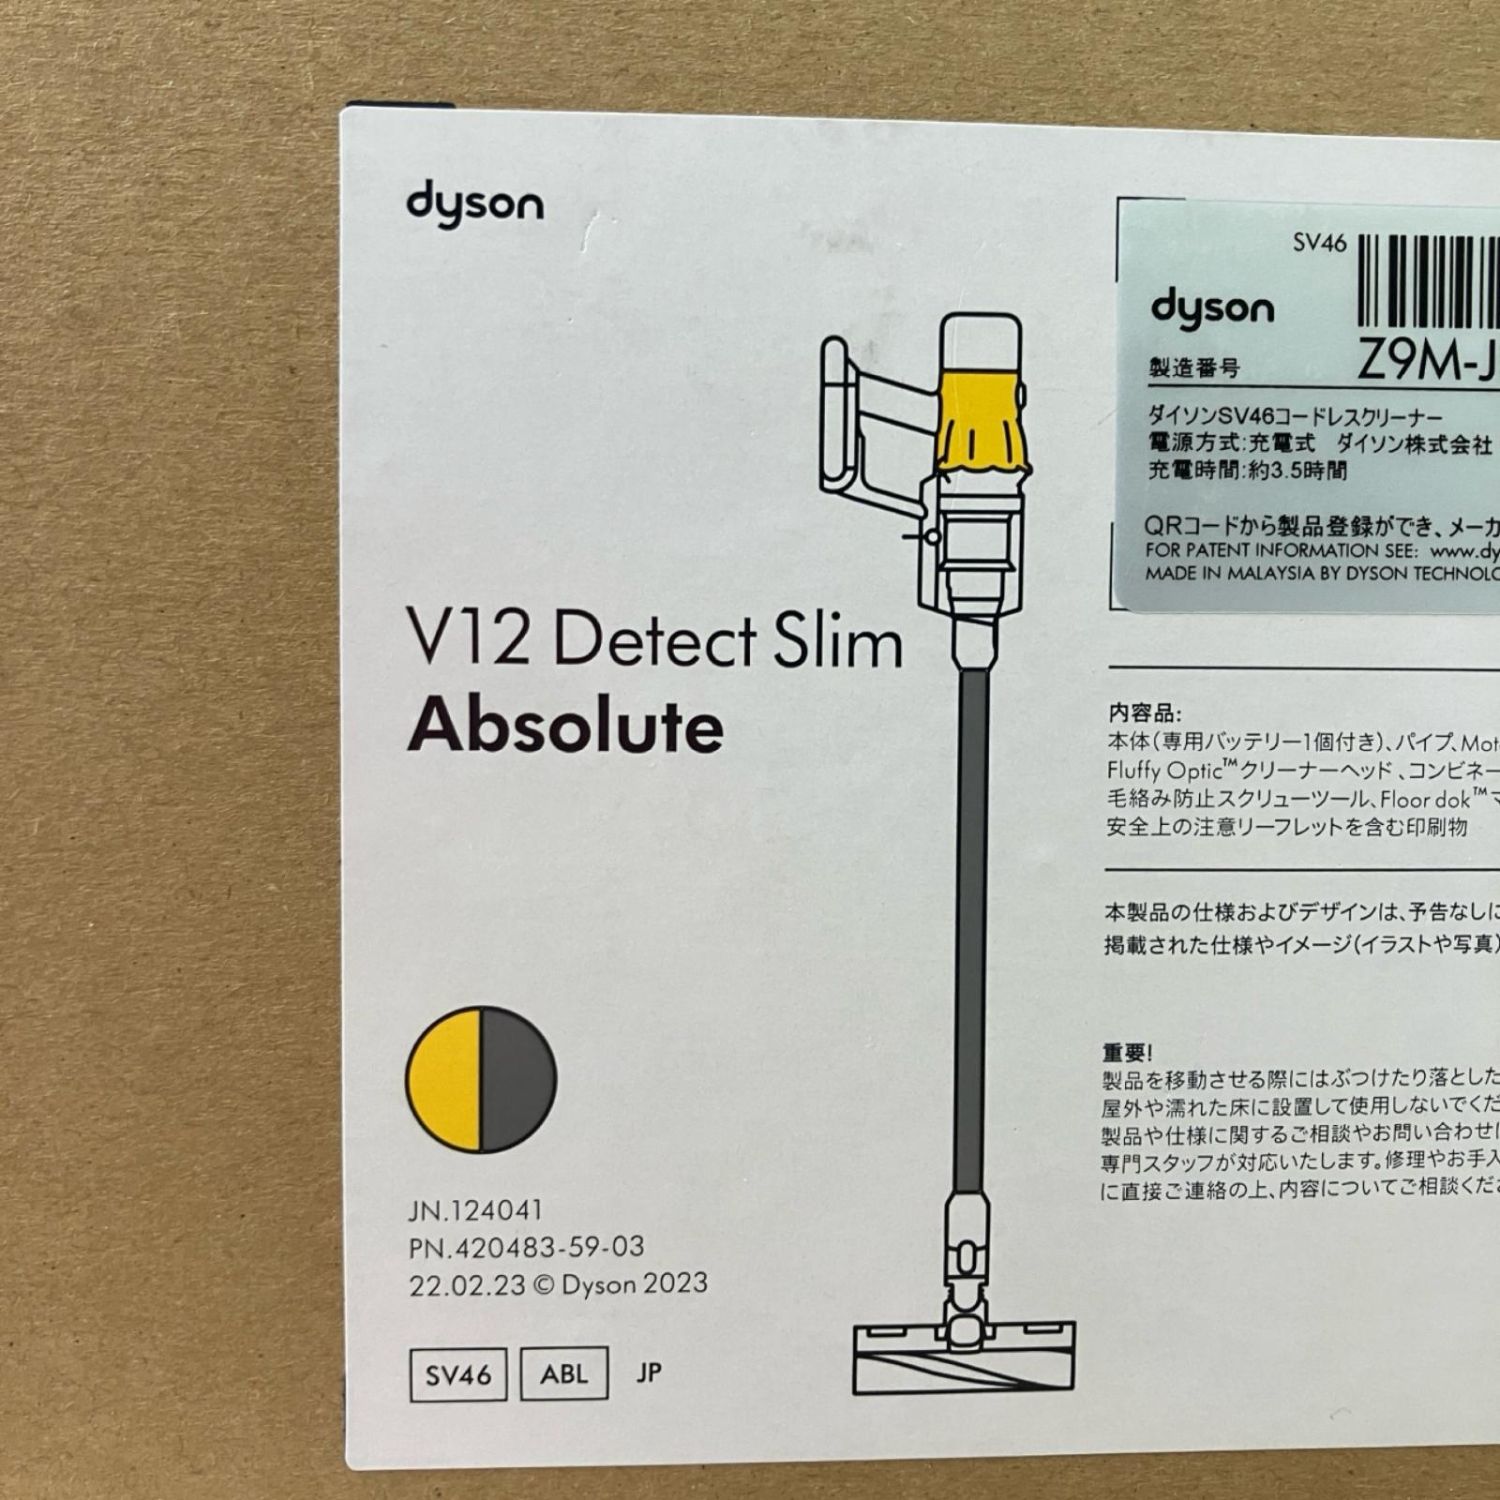 dyson
V12 Detect Slim
Absolute
JN.124041
PN.420483-59-03
22.02.23 © Dyson 2023
SV46 ABL JP
SV46
dyson
製造番号 Z9M-J
ダイソンSV46コードレスクリーナー
電源方式:充電式 ダイソン株式会社
充電時間:約3.5時間
QRコードから製品登録ができ、メーカ
FOR PATENT INFORMATION SEE: www.dy
MADE IN MALAYSIA BY DYSON TECHNOLO
内容品:
本体(専用バッテリー1個付き)、パイプ、Mot
Fluffy Optic™クリーナーヘッド、コンビネー
毛絡み防止スクリューツール、Floor dok™マ
安全上の注意リーフレットを含む印刷物
本製品の仕様およびデザインは、予告なしに
掲載された仕様やイメージ(イラストや写真)
重要!
製品を移動させる際にはぶつけたり落とした
屋外や濡れた床に設置して使用しないでくだ
製品や仕様に関するご相談やお問い合わせに
専門スタッフが対応いたします。修理やお手入
に直接ご連絡の上、内容についてご相談くださ